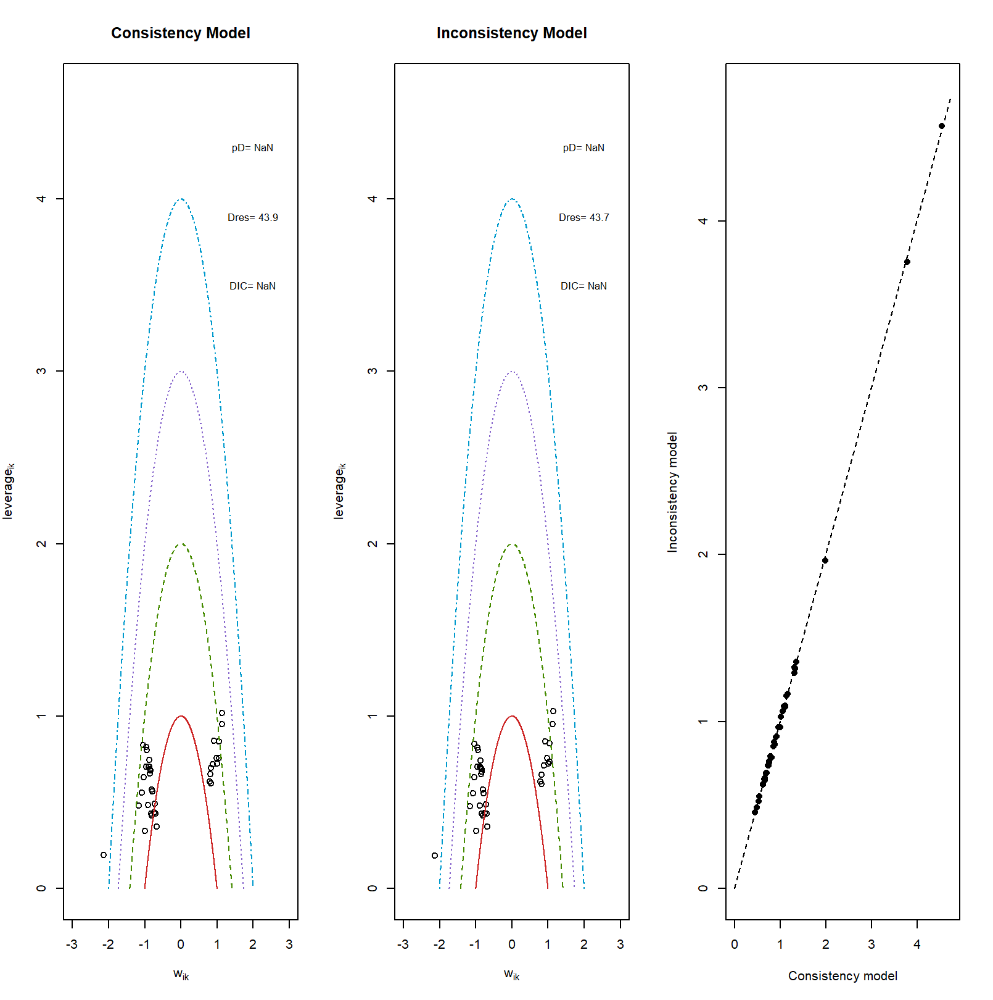 Consistency Model
pD= NaN
Dres= 43.9
DIC= NaN
leverageik
4
3
2
1
0
-3 -2 -1 0 1 2 3
wik
Inconsistency Model
pD= NaN
Dres= 43.7
DIC= NaN
leverageik
4
3
2
1
0
-3 -2 -1 0 1 2 3
wik
Inconsistency model
4
3
2
1
0
0 1 2 3 4
Consistency model